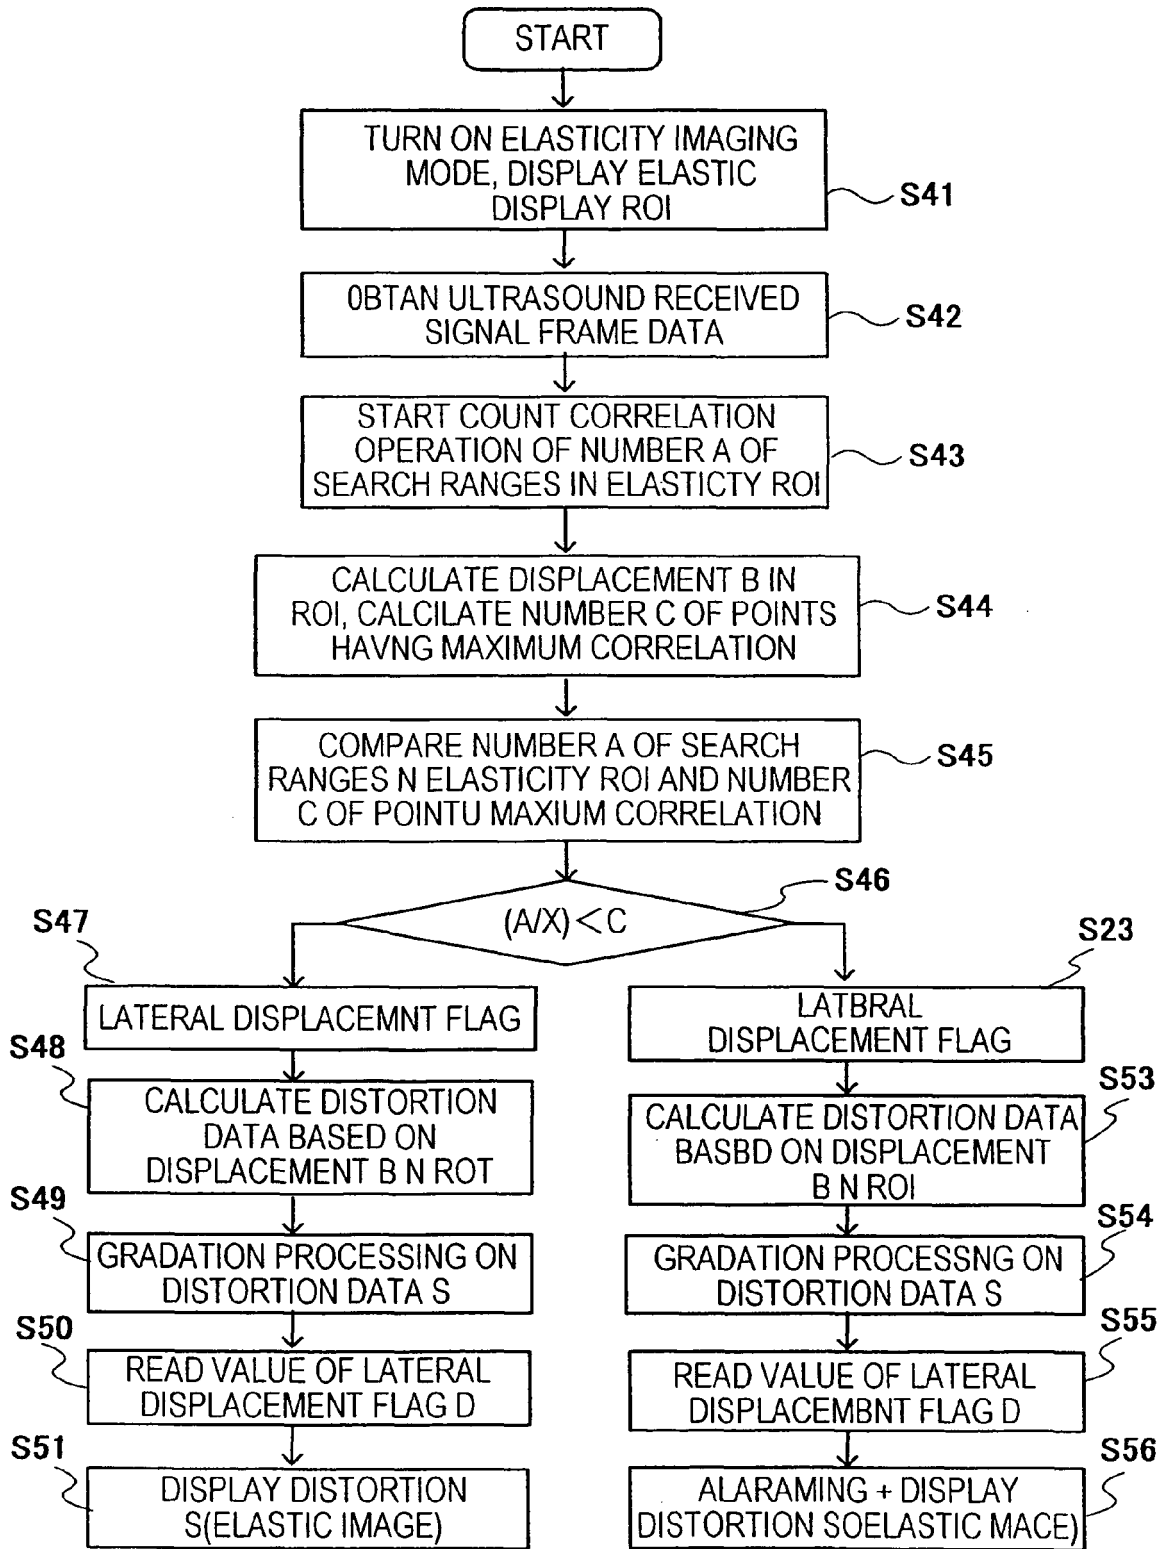 START
TURN ON ELASTICITY IMAGING
MODE, DISPLAY ELASTIC
DISPLAY ROI
S41
0BTAN ULTRASOUND RECEIVED
SIGNAL FRAME DATA
S42
START COUNT CORRELATION
OPERATION OF NUMBER A OF
SEARCH RANGES IN ELASTICTY ROI
S43
CALCULATE DISPLACEMENT B IN
ROI, CALCILATE NUMBER C OF POINTS
HAVNG MAXIMUM CORRELATION
S44
COMPARE NUMBER A OF SEARCH
RANGES N ELASTICITY ROI AND NUMBER
C OF POINTU MAXIUM CORRELATION
S45
(A/X)<C
S46
S47
LATERAL DISPLACEMNT FLAG
S48
CALCULATE DISTORTION
DATA BASED ON
DISPLACEMENT B N ROT
S49
GRADATION PROCESSING ON
DISTORTION DATA S
S50
READ VALUE OF LATERAL
DISPLACEMENT FLAG D
S51
DISPLAY DISTORTION
S(ELASTIC IMAGE)
S23
LATBRAL
DISPLACEMENT FLAG
S53
CALCULATE DISTORTION DATA
BASBD ON DISPLACEMENT
B N ROI
S54
GRADATION PROCESSNG ON
DISTORTION DATA S
S55
READ VALUE OF LATERAL
DISPLACEMBNT FLAG D
S56
ALARAMING + DISPLAY
DISTORTION SOELASTIC MACE)